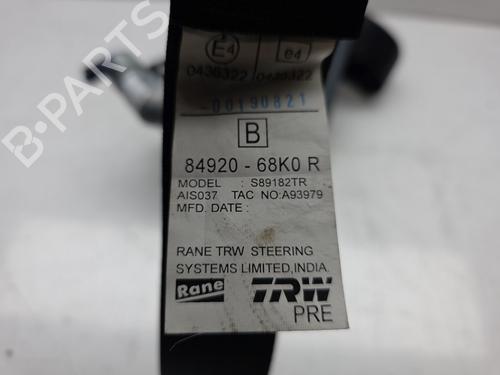 E4 e4
0436322 0436322
00190821
B
84920 - 68K0 R
MODEL : S89182TR
AIS037 TAC NO:A93979
MFD. DATE :
RANE TRW STEERING
SYSTEMS LIMITED,INDIA.
Rane TRW
PRE
B-PARTS